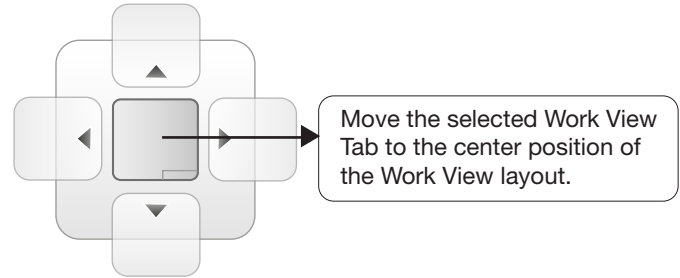 Move the selected Work View
Tab to the center position of
the Work View layout.